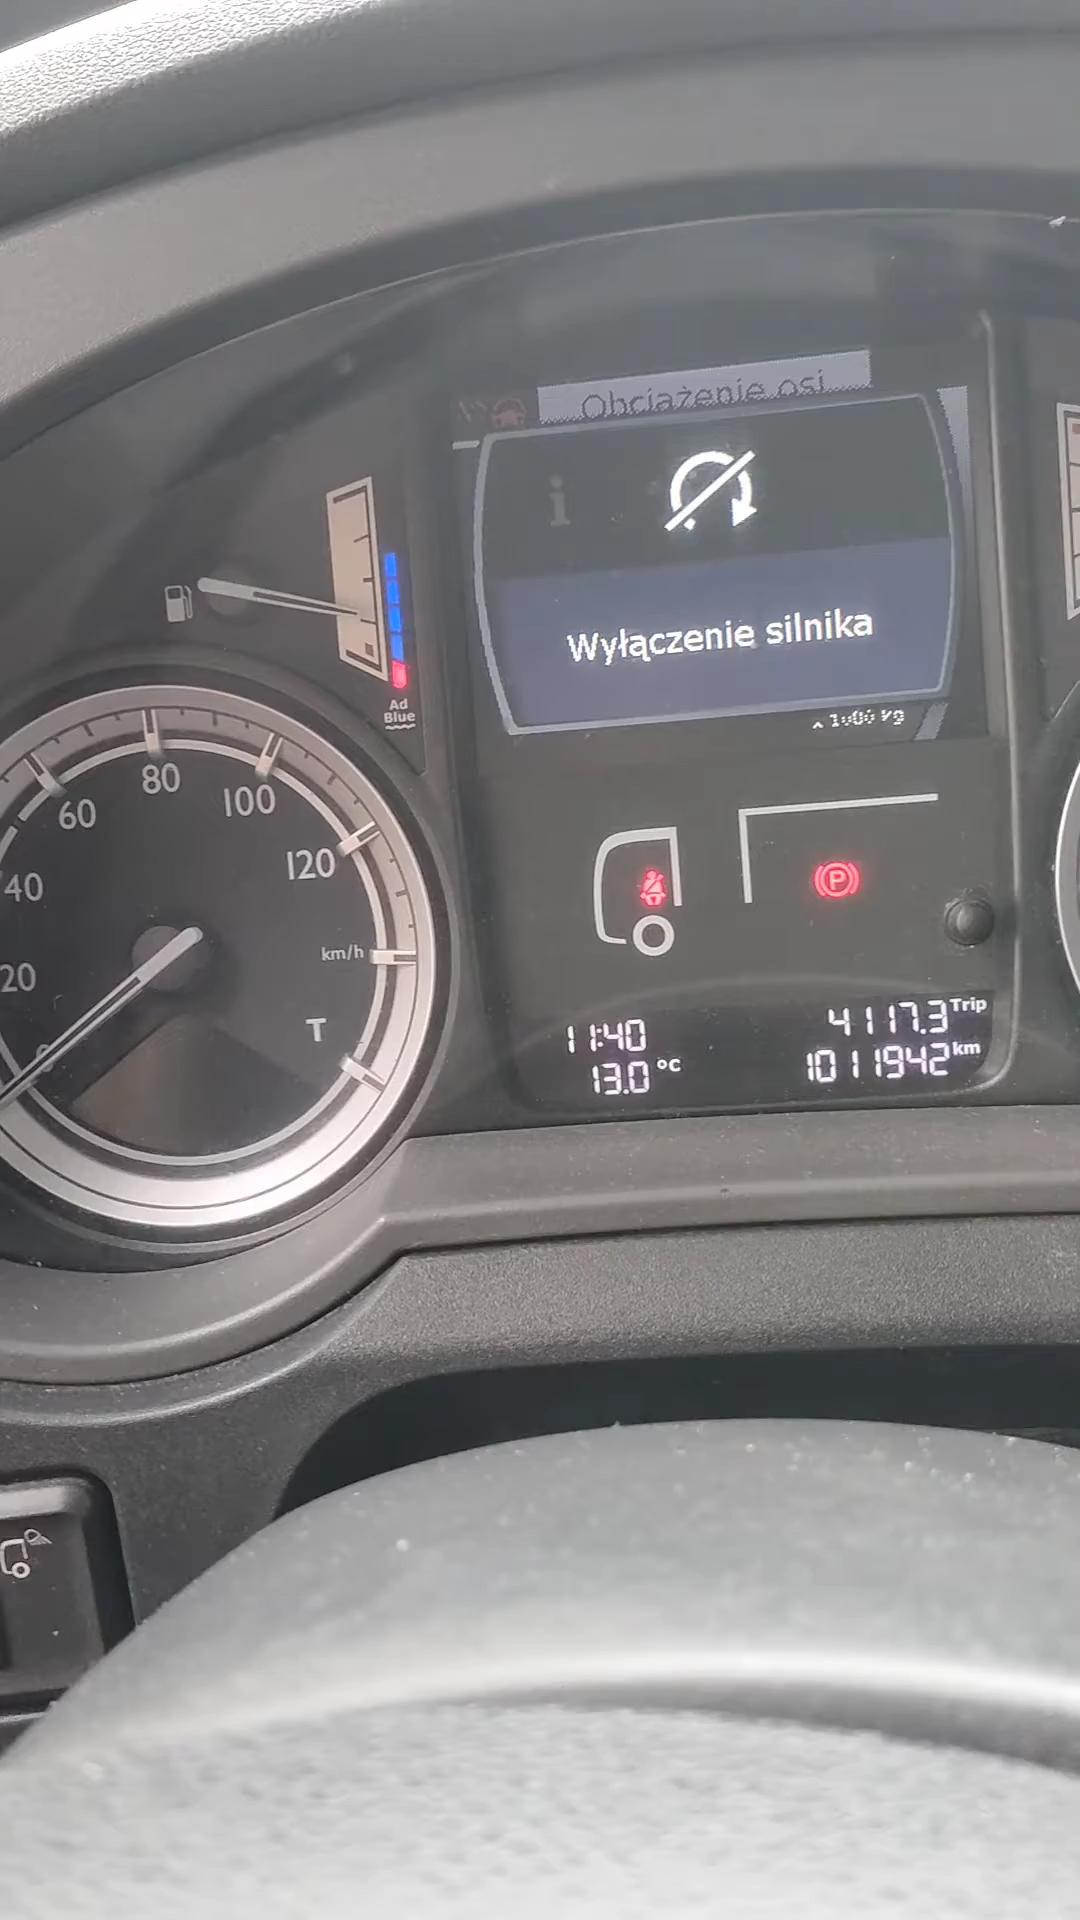 Obciążenie osi
i
Wyłączenie silnika
Ad
Blue
20
40
60
80
100
120
km/h
T
P
11:40
4117.3 Trip
13.0 °C
1011942 km